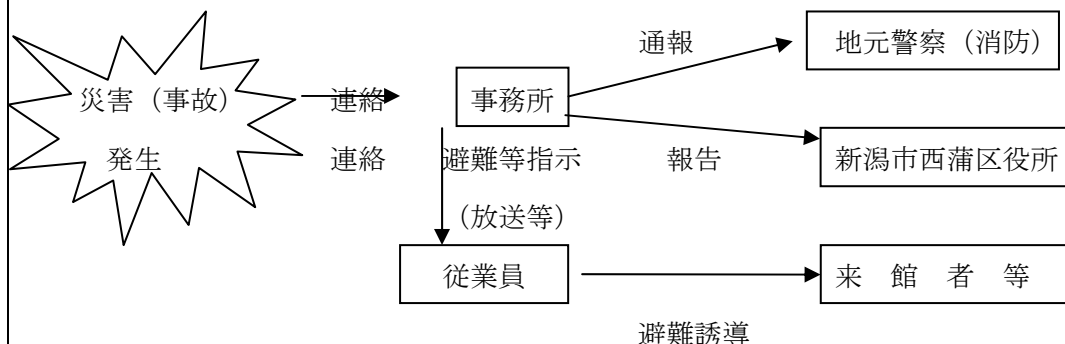 通報
地元警察（消防）
災害（事故）
連絡
事務所
発生
連絡
避難等指示
報告
新潟市西蒲区役所
（放送等）
従業員
来　館　者　等
避難誘導